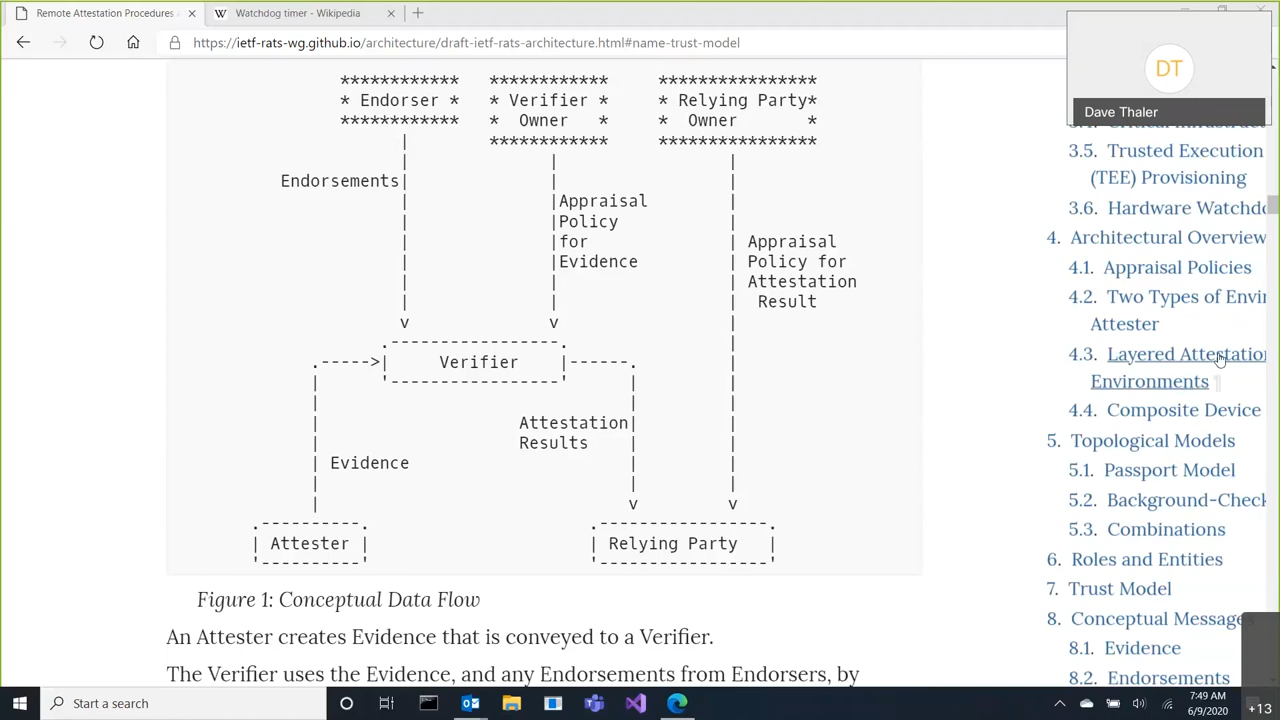 Remote Attestation Procedures
Watchdog timer - Wikipedia
https://ietf-rats-wg.github.io/architecture/draft-ietf-rats-architecture.html#name-trust-model
DT
Dave Thaler
************ ************ ****************
* Endorser * * Verifier * * Relying Party*
************ * Owner * * Owner *
************ ****************
Endorsements
Appraisal
Policy
for
Evidence
Appraisal
Policy for
Attestation
Result
v v
.----------------.
.----->| Verifier |------.
'----------------'
Attestation
Results
Evidence
v v
.----------. .----------------.
| Attester | | Relying Party |
'----------' '----------------'
Figure 1: Conceptual Data Flow
An Attester creates Evidence that is conveyed to a Verifier.
The Verifier uses the Evidence, and any Endorsements from Endorsers, by
3.5. Trusted Execution
(TEE) Provisioning
3.6. Hardware Watchdo
4. Architectural Overview
4.1. Appraisal Policies
4.2. Two Types of Envi
Attester
4.3. Layered Attestation
Environments ¶
4.4. Composite Device
5. Topological Models
5.1. Passport Model
5.2. Background-Check
5.3. Combinations
6. Roles and Entities
7. Trust Model
8. Conceptual Messages
8.1. Evidence
8.2. Endorsements
Start a search
7:49 AM
6/9/2020
+13